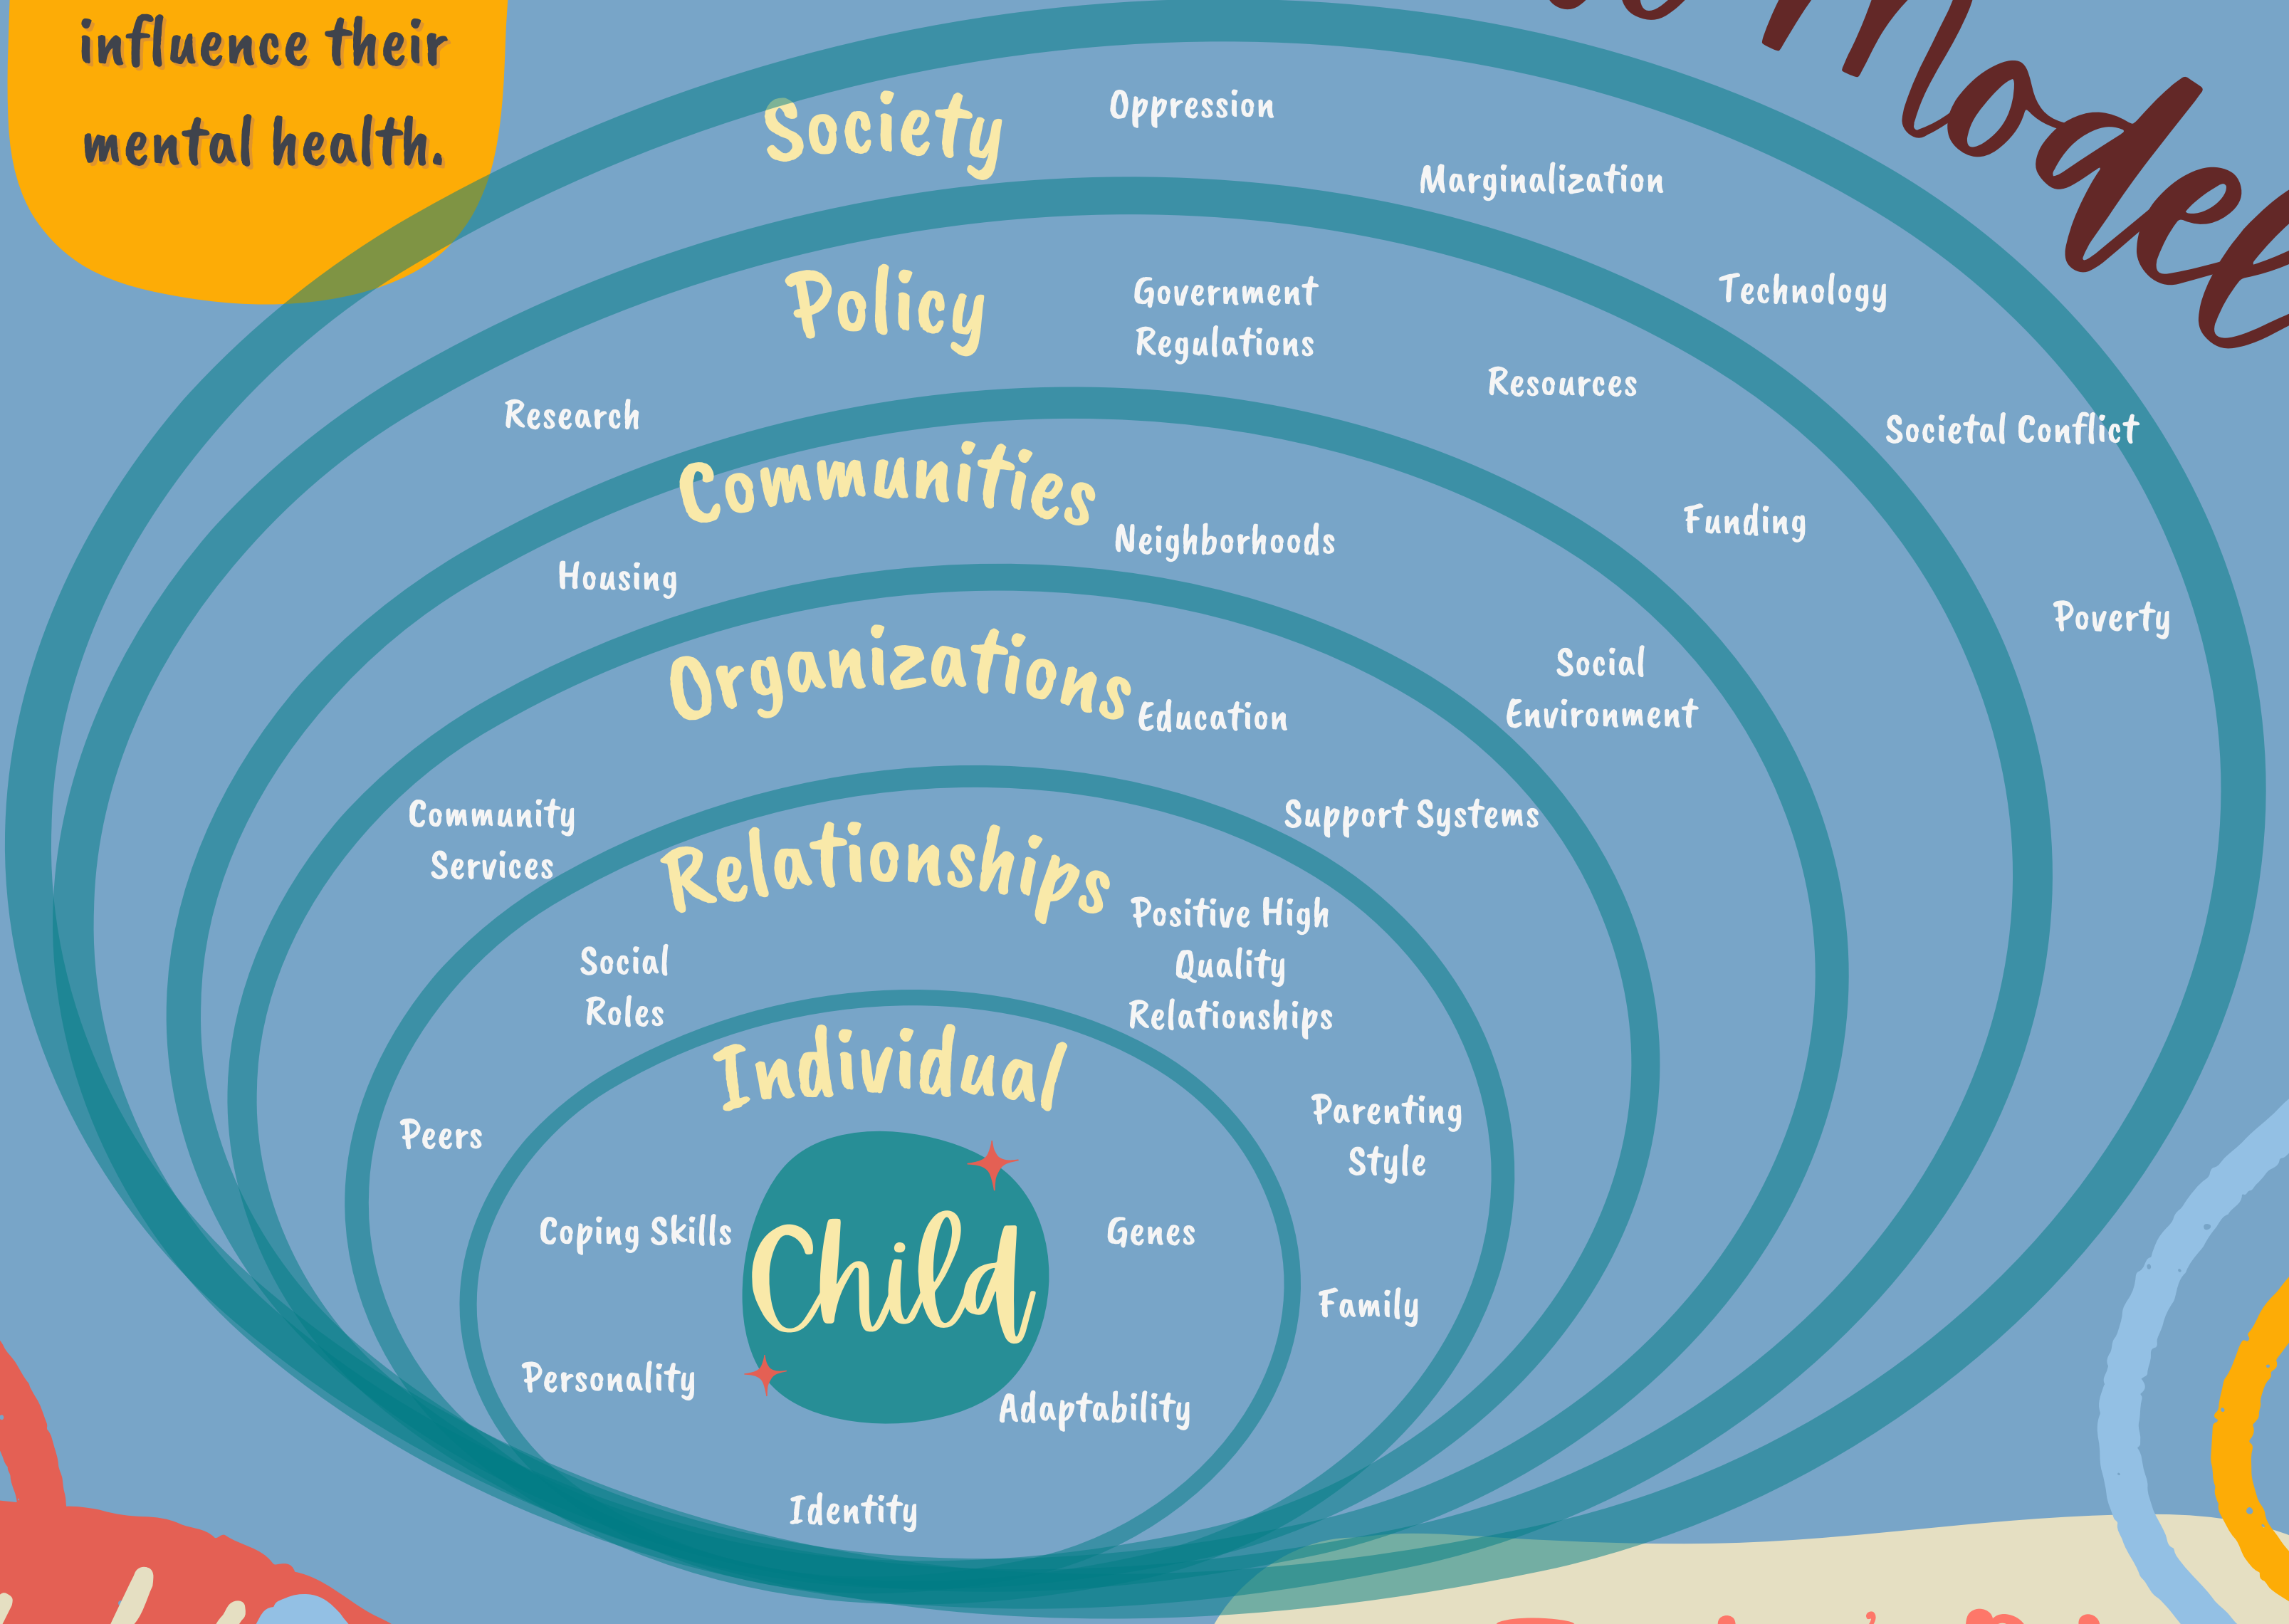 influence their
mental health.
Model
Society
Oppression
Marginalization
Technology
Societal Conflict
Poverty
Policy
Government
Regulations
Resources
Funding
Research
Communities
Neighborhoods
Housing
Social
Environment
Organizations
Education
Support Systems
Community
Services
Relationships
Positive High
Quality
Relationships
Social
Roles
Parenting
Style
Peers
Family
Individual
Coping Skills
Child
Genes
Personality
Adaptability
Identity